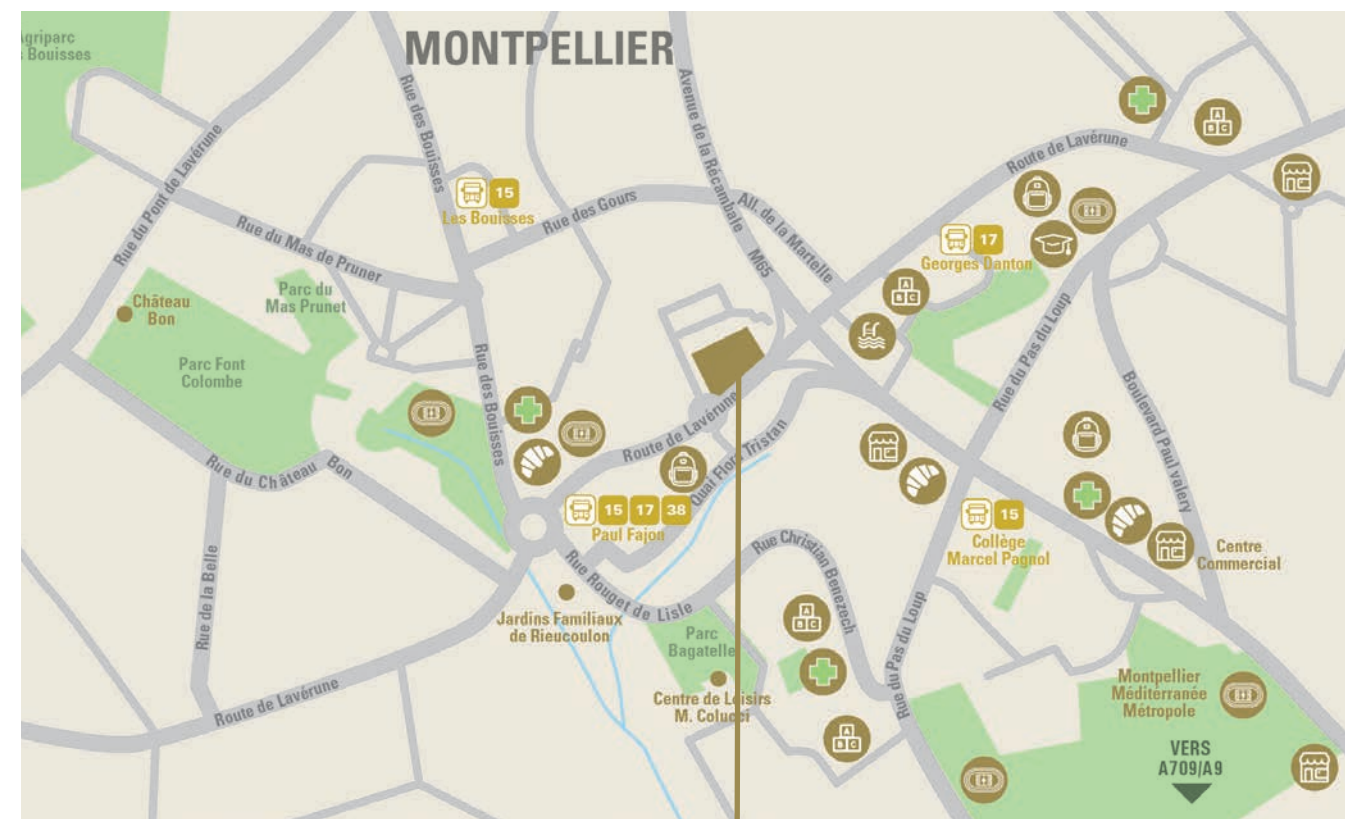 MONTPELLIER
Agriparc
s Bouisses
Rue des Bouisses
Avenue de la Récambale
Route de Lavérune
A
B C
Rue du Pont de Lavérune
15
Les Bouisses
Rue des Gours
All. de la Martelle
M65
17
Georges Danton
Rue du Mas de Pruner
Parc du
Mas Prunet
Château
Bon
A
B C
Parc Font
Colombe
Rue des Bouisses
Rue du Pas du Loup
Boulevard Paul valery
Route de Lavérune
Quai Flora Tristan
Rue du Château Bon
15 17 38
Paul Fajon
15
Collège
Marcel Pagnol
Centre
Commercial
Rue Christian Benezech
Rue Rouget de Lisle
Rue de la Belle
Jardins Familiaux
de Rieucoulon
A
B C
Parc
Bagatelle
Rue du Pas du Loup
Centre de Loisirs
M. Colucci
Montpellier
Méditerranée
Métropole
Route de Lavérune
A
B C
VERS
A709/A9